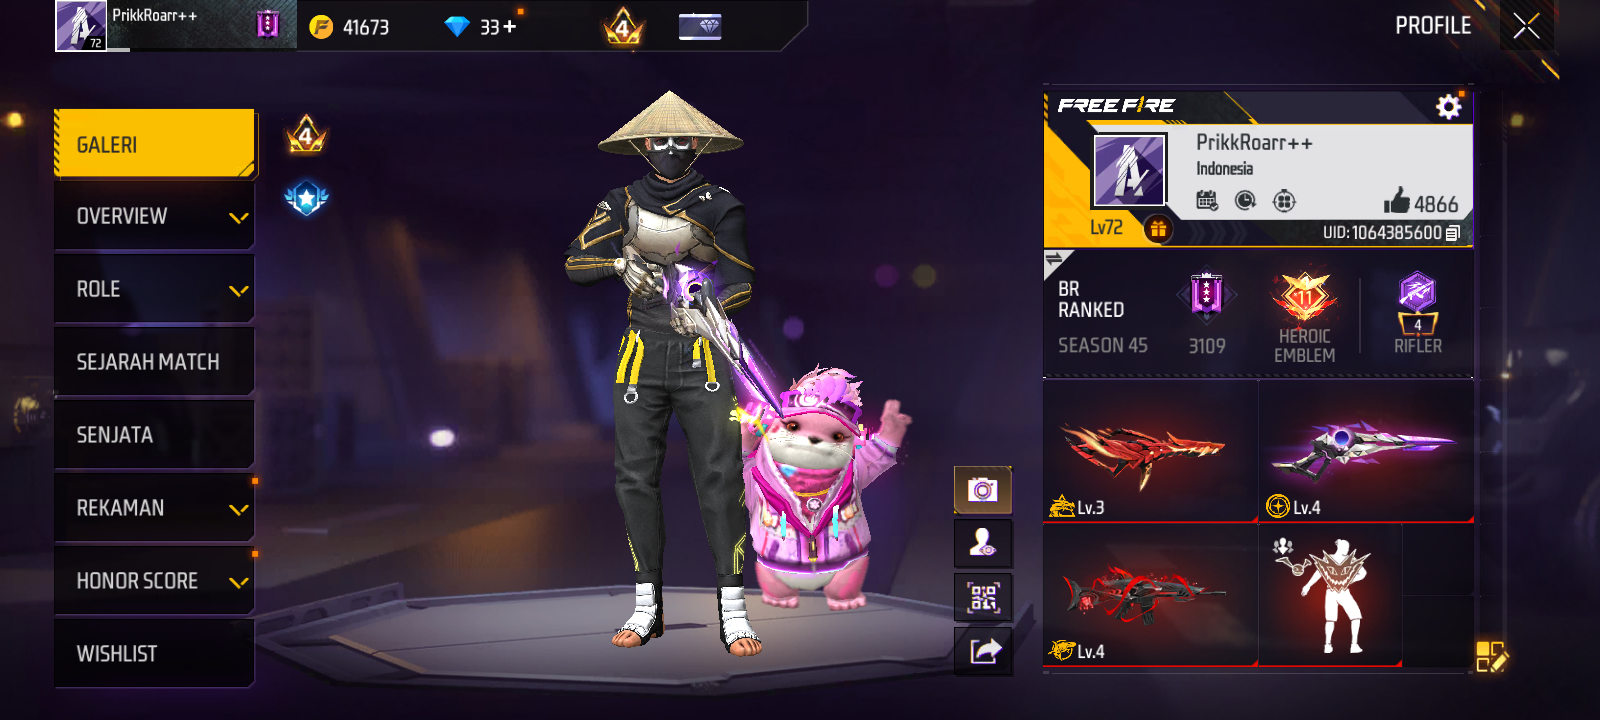 PrikkRoarr++
72
41673
33+
4
PROFILE
GALERI
OVERVIEW
ROLE
SEJARAH MATCH
SENJATA
REKAMAN
HONOR SCORE
WISHLIST
4
FREE FIRE
PrikkRoarr++
Indonesia
4866
Lv72
UID:1064385600
BR
RANKED
SEASON 45
3109
11
HEROIC
EMBLEM
4
RIFLER
Lv.3
Lv.4
Lv.4